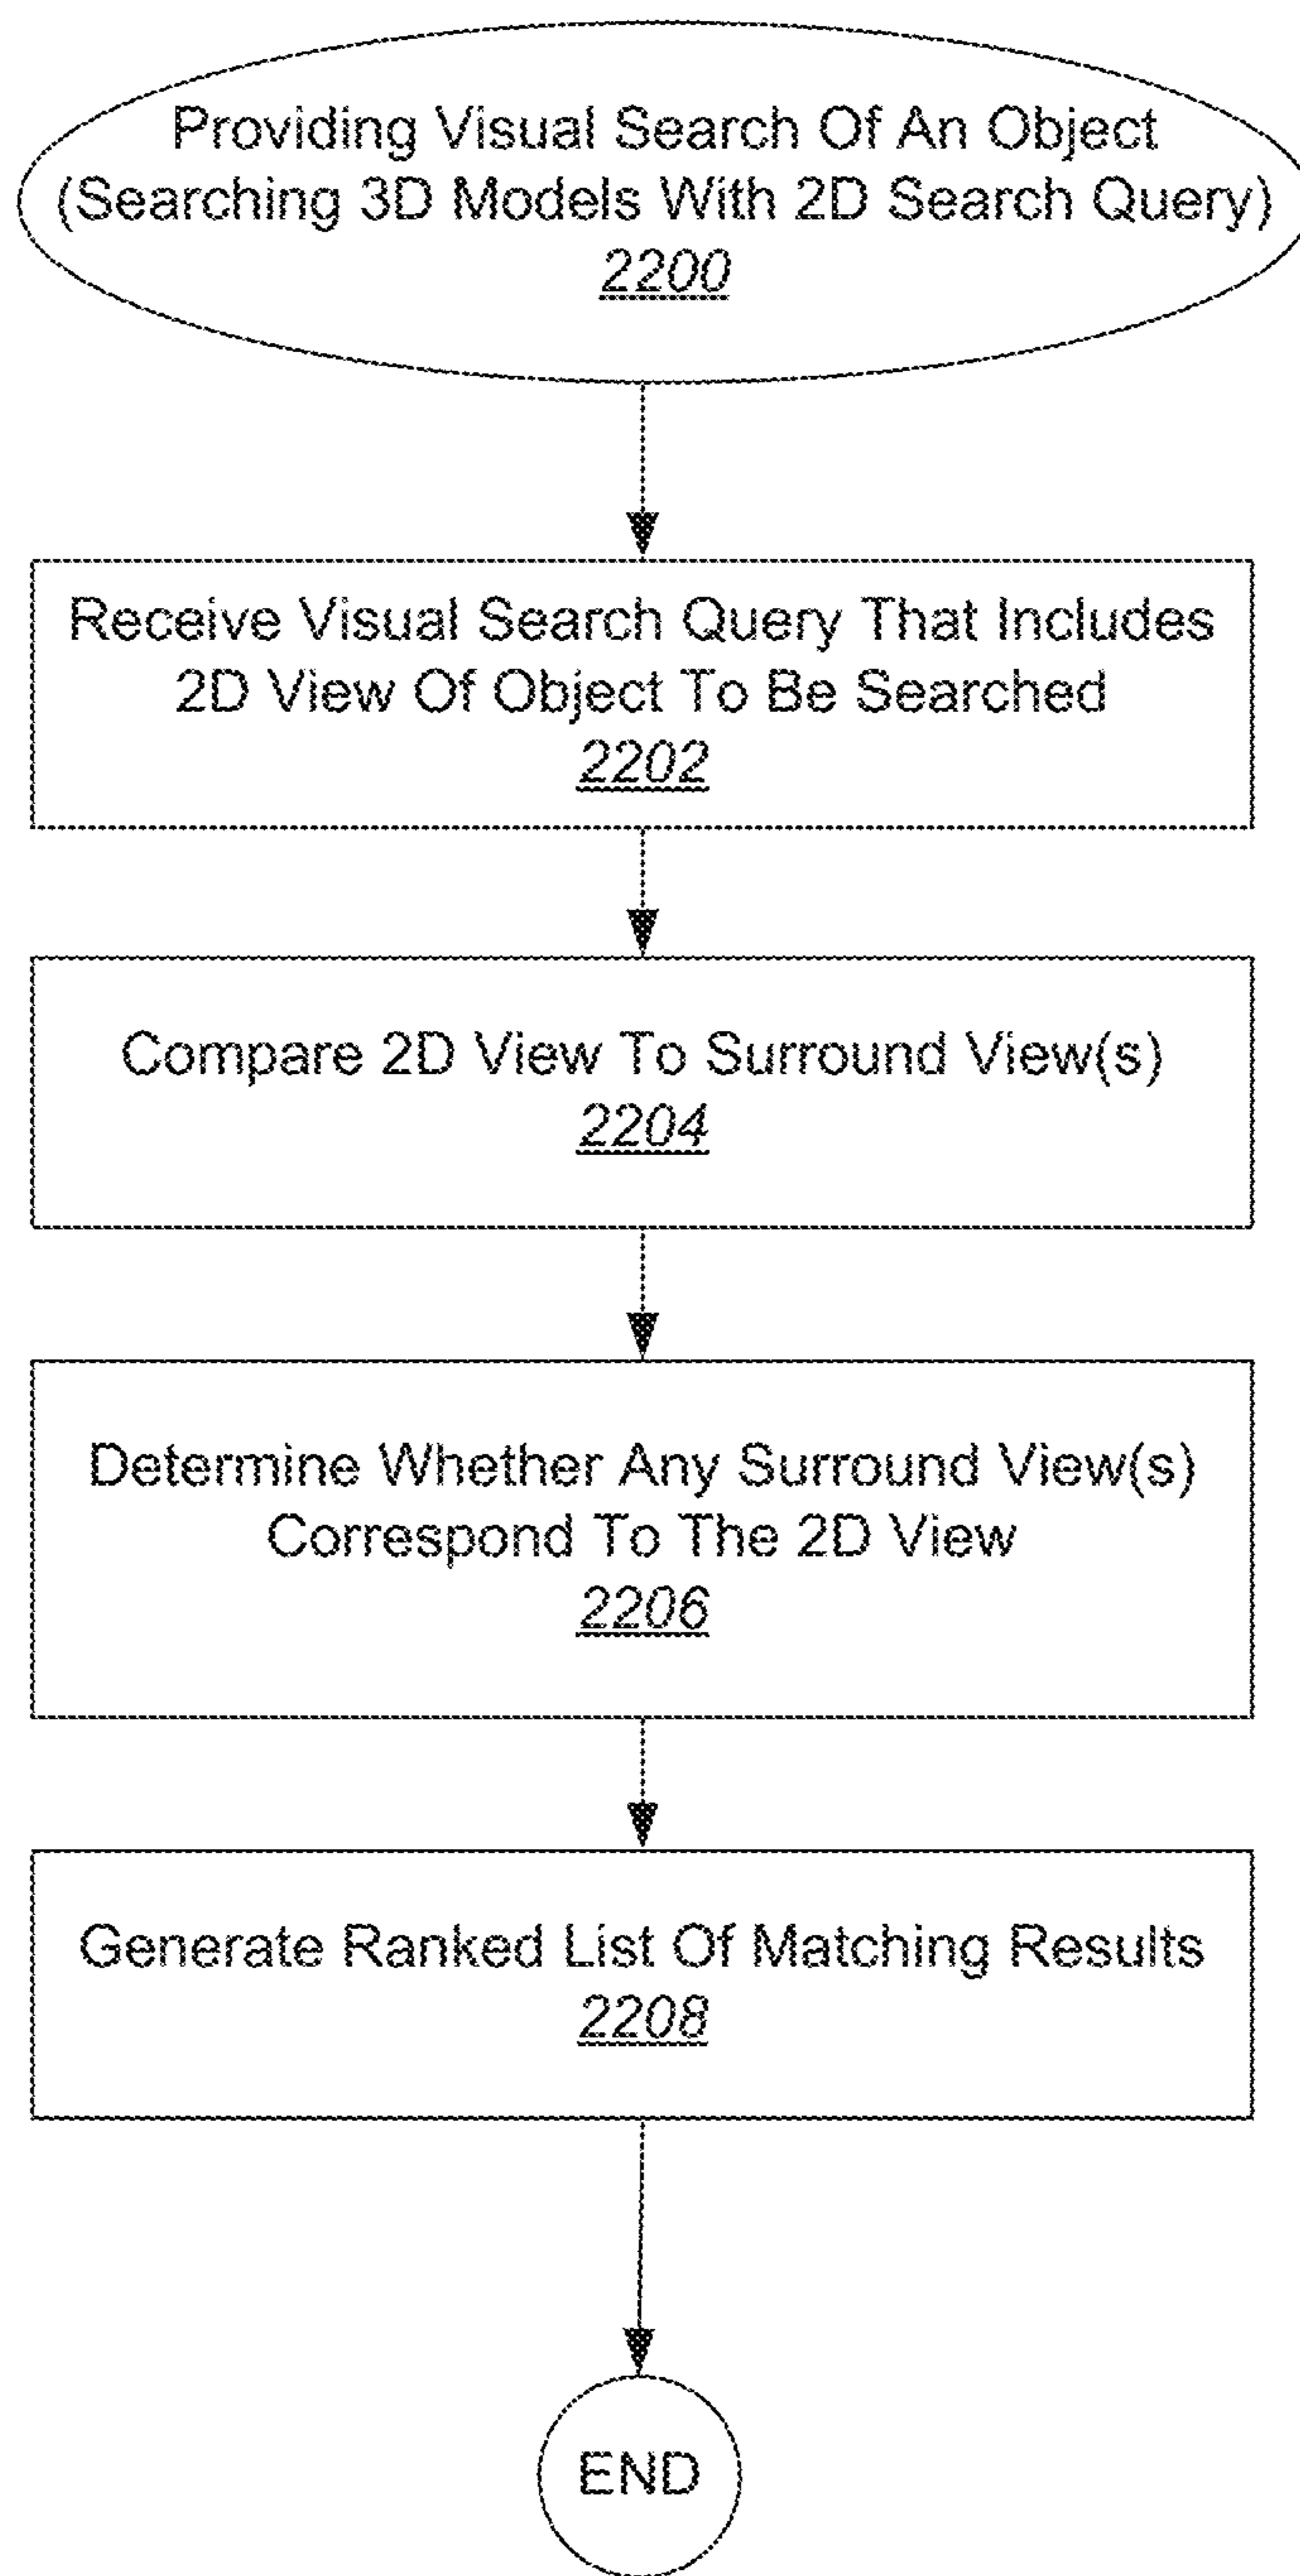 Providing Visual Search Of An Object
(Searching 3D Models With 2D Search Query)
2200
Receive Visual Search Query That Includes
2D View Of Object To Be Searched
2202
Compare 2D View To Surround View(s)
2204
Determine Whether Any Surround View(s)
Correspond To The 2D View
2206
Generate Ranked List Of Matching Results
2208
END